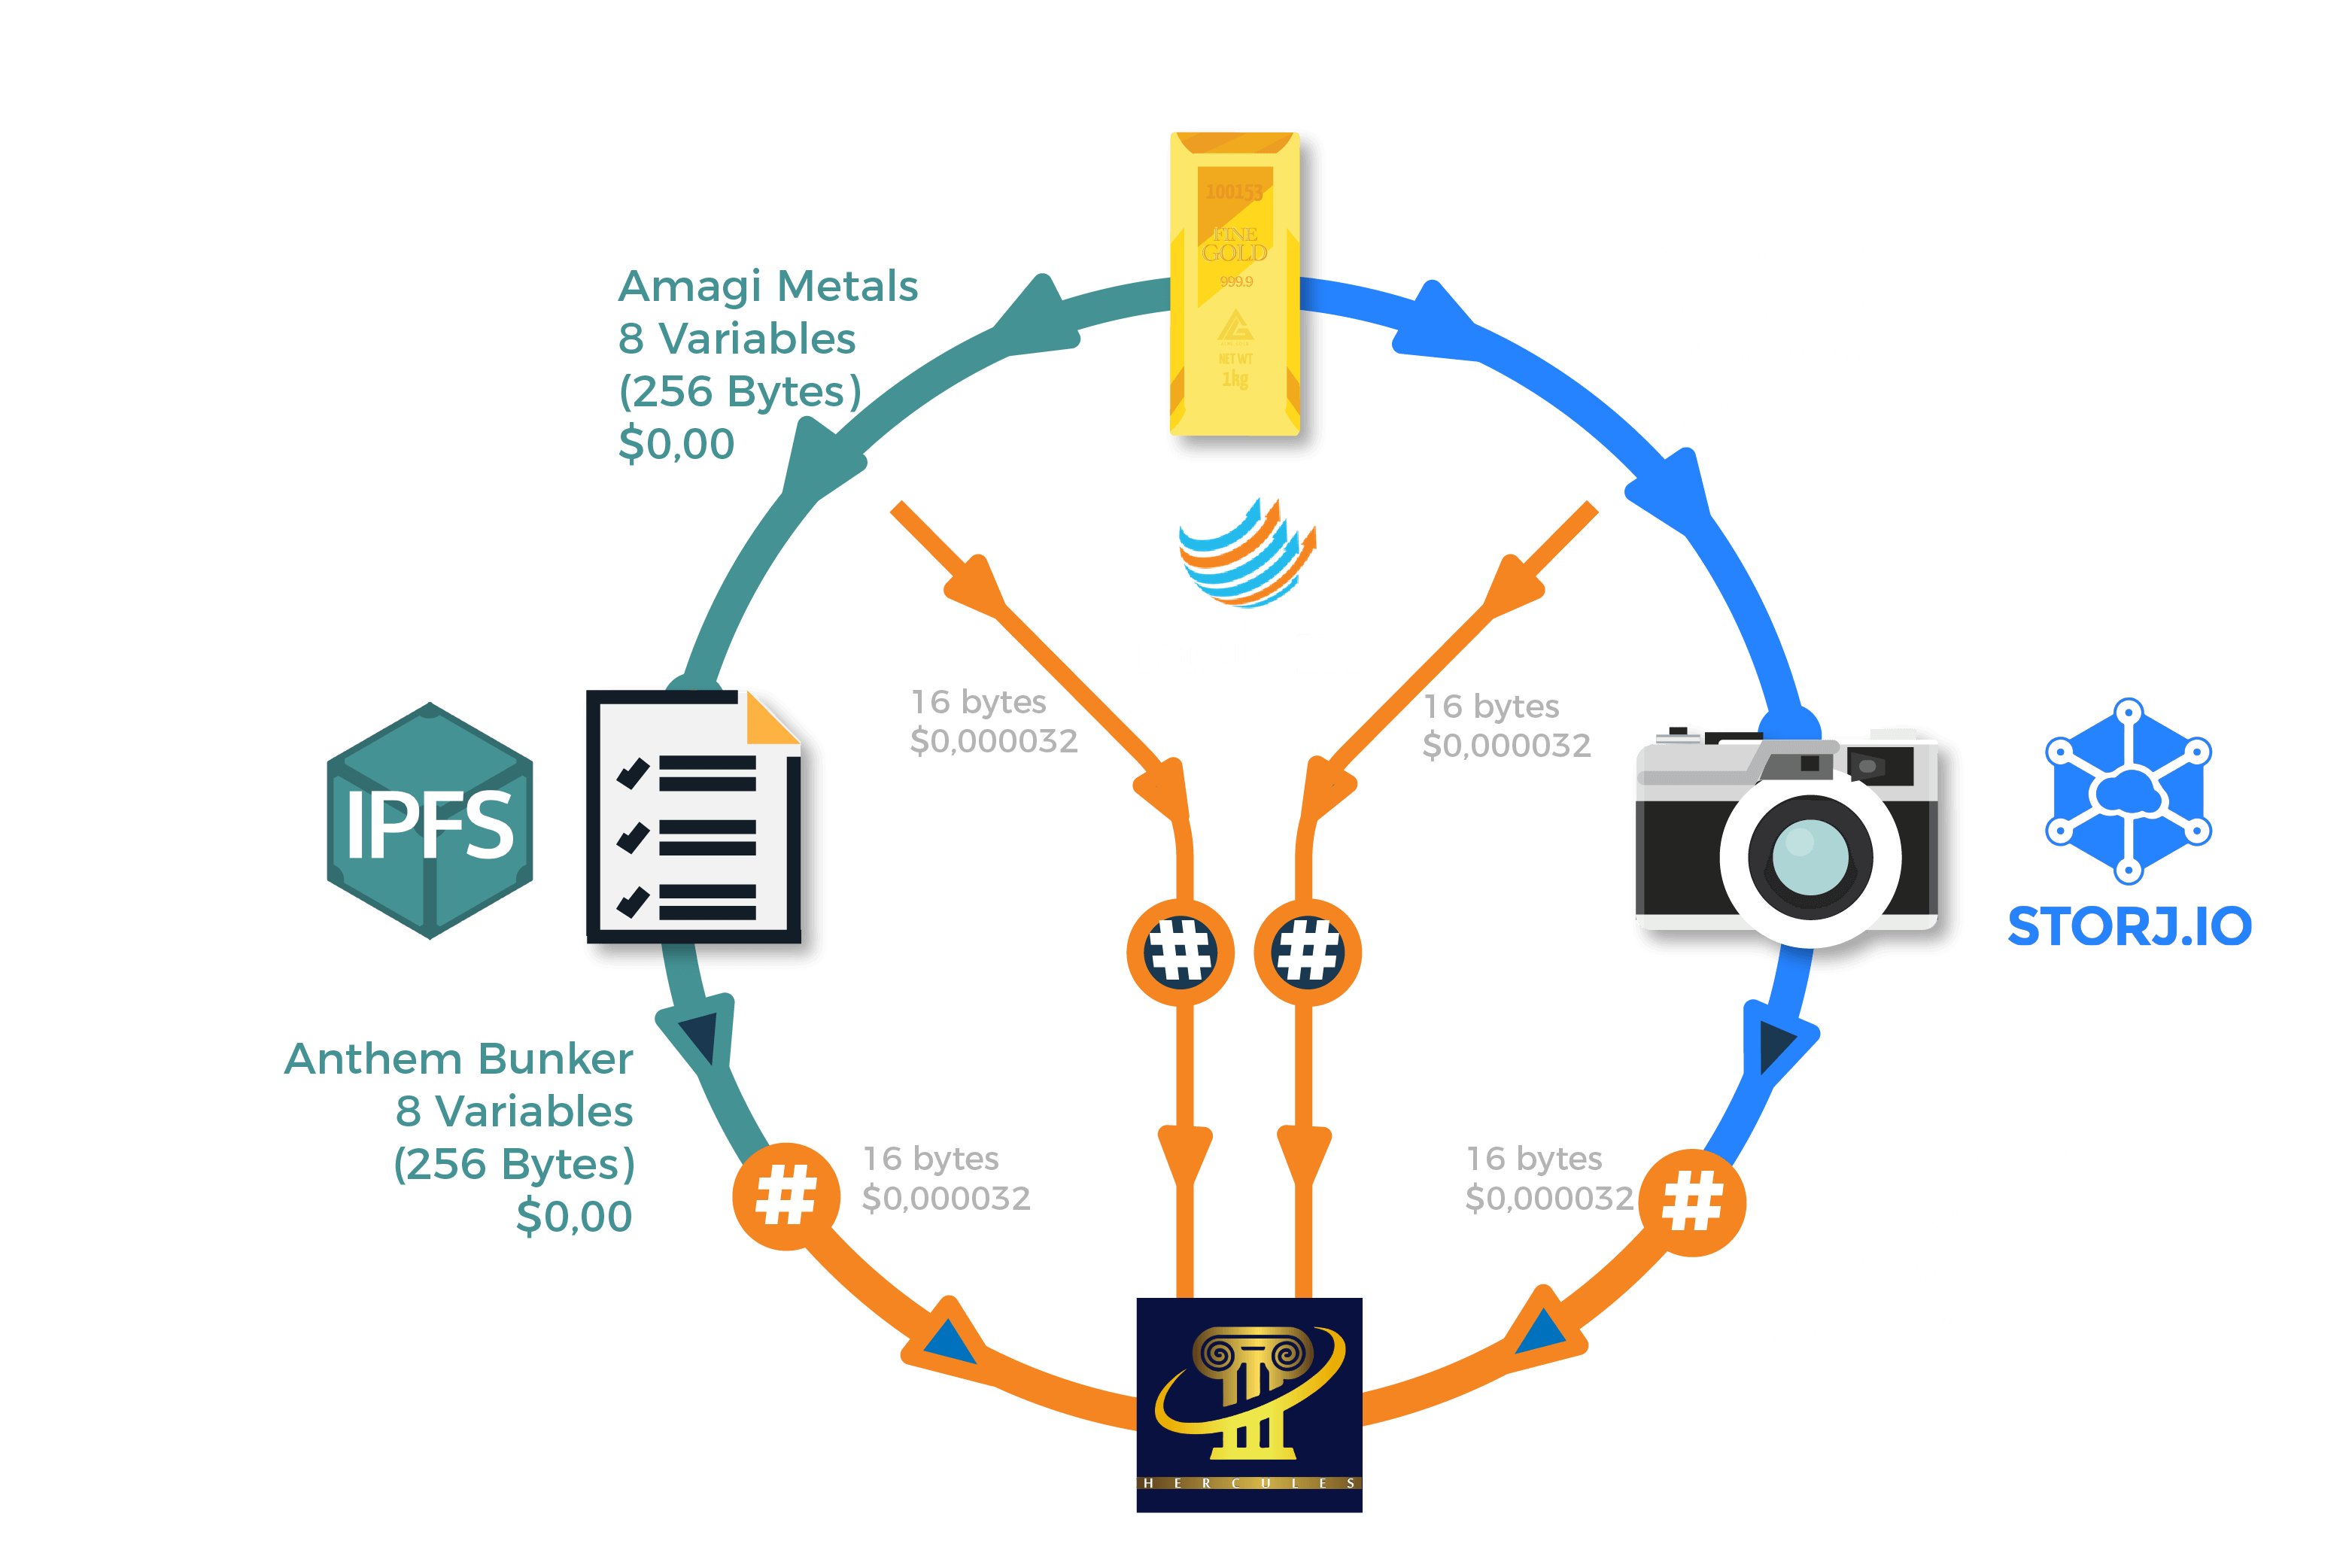 100153
FINE
GOLD
999.9
NET WT
1kg
Amagi Metals
8 Variables
(256 Bytes)
$0,00
16 bytes
$0,000032
16 bytes
$0,000032
IPFS
STORJ.IO
Anthem Bunker
8 Variables
(256 Bytes)
$0,00
16 bytes
$0,000032
16 bytes
$0,000032
HERCULES